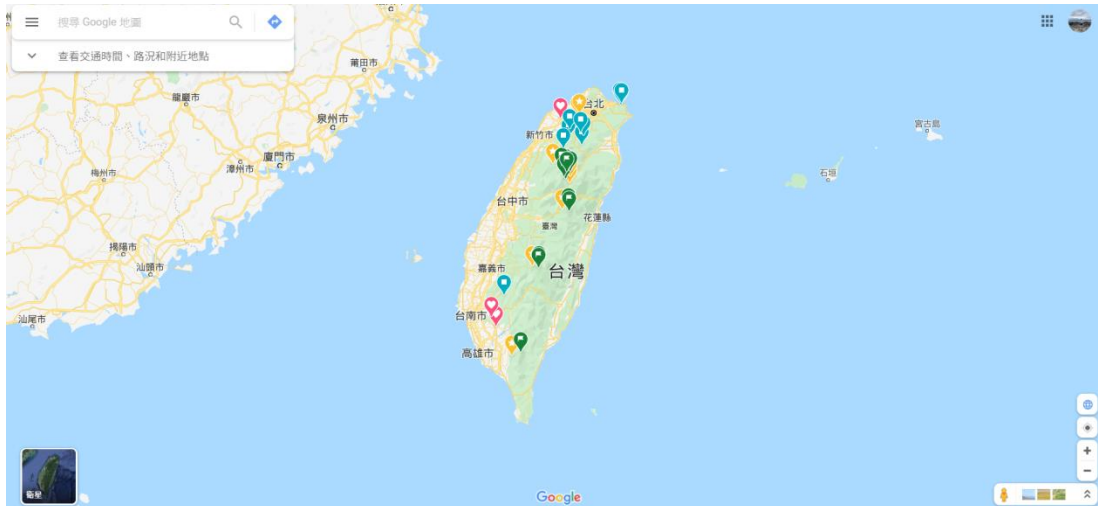 搜尋 Google 地圖
查看交通時間、路況和附近地點
莆田市
龍巖市
泉州市
台北
宮古島
新竹市
廈門市
漳州市
梅州市
石垣
台中市
花蓮縣
臺灣
揭陽市
汕頭市
嘉義市
台灣
汕尾市
台南市
高雄市
衛星
Google